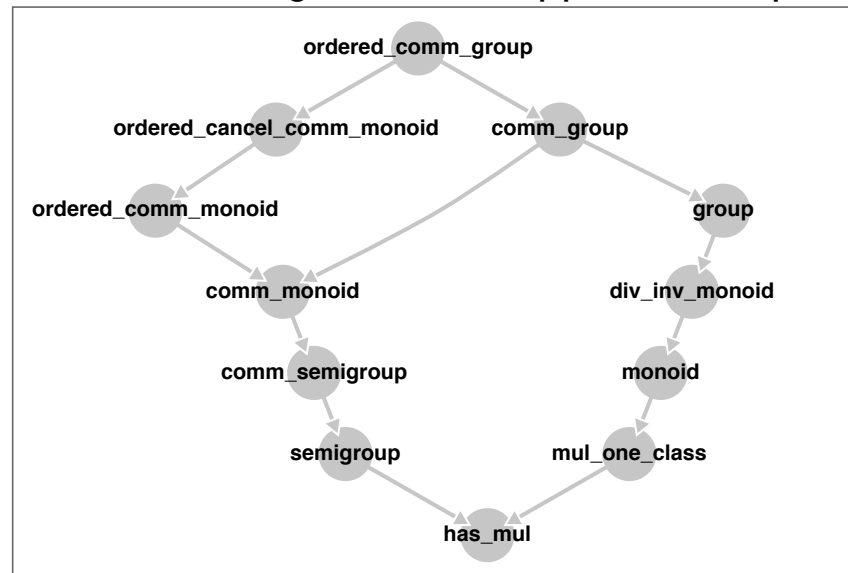 ordered_comm_group
ordered_cancel_comm_monoid
comm_group
ordered_comm_monoid
group
comm_monoid
div_inv_monoid
comm_semigroup
monoid
semigroup
mul_one_class
has_mul